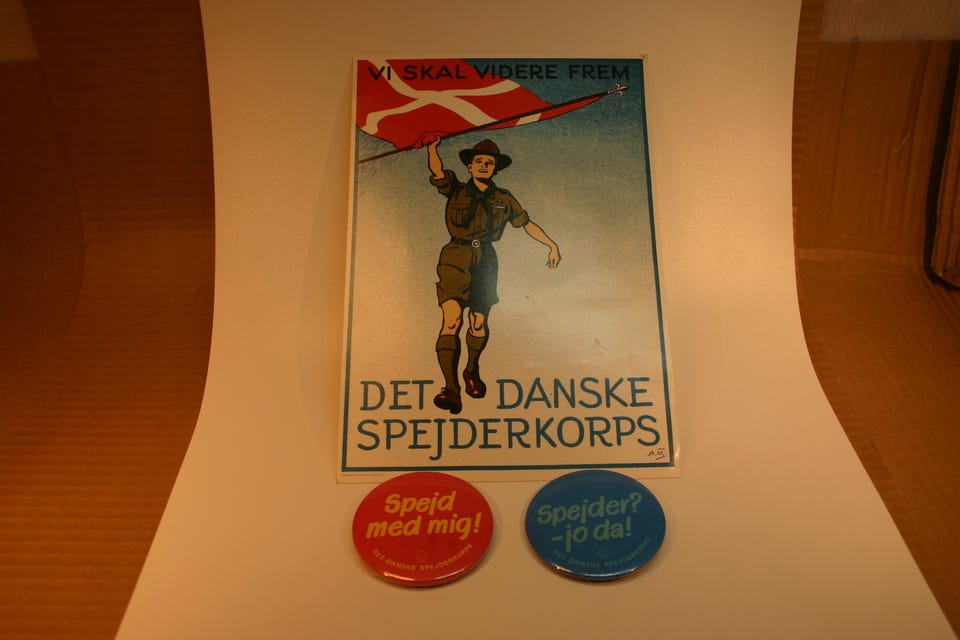 VI SKAL VIDERE FREM
DET DANSKE
SPEJDERKORPS
A.M.
Spejd
med mig!
DET DANSKE SPEJDERKORPS
Spejder?
-jo da!
DET DANSKE SPEJDERKORPS